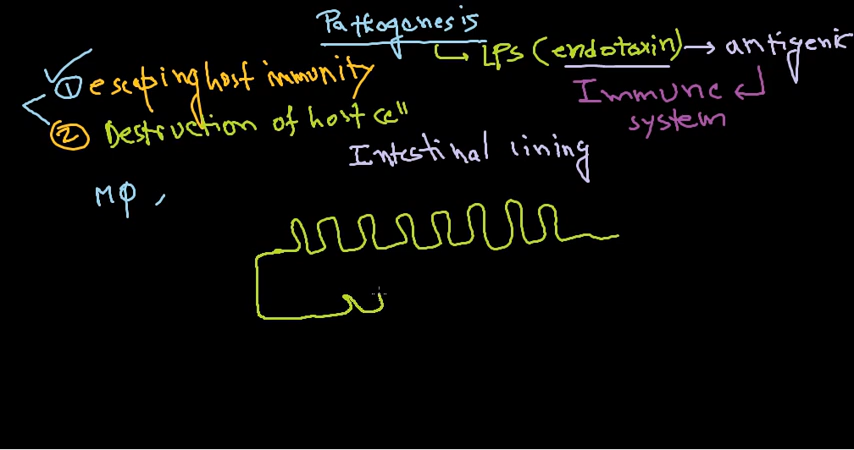 Pathogenesis
LPS (endotoxin) → antigenic
① escaping host immunity
Immune
system
② Destruction of host cell
Intestinal lining
Mφ,